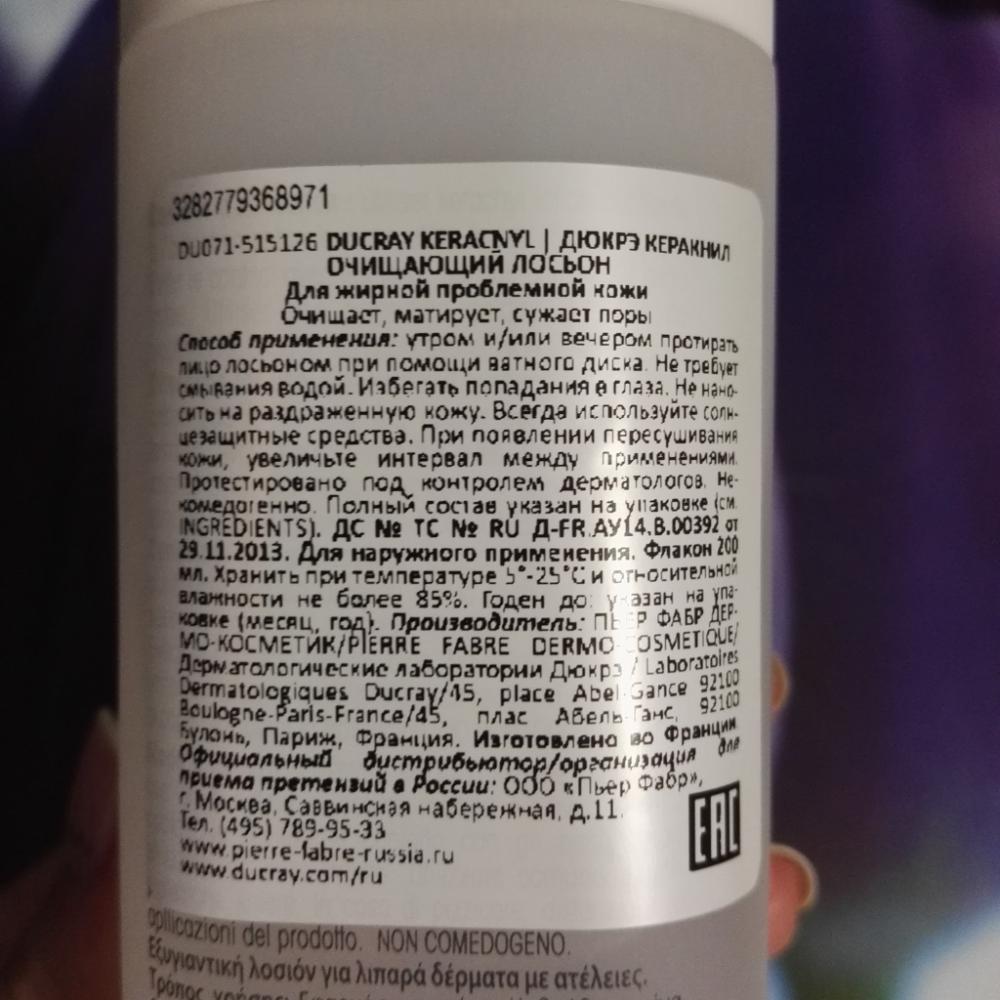 3282779368971
DU071-515126 DUCRAY KERACNYL | ДЮКРЭ КЕРАКНИЛ
ОЧИЩАЮЩИЙ ЛОСЬОН
Для жирной проблемной кожи
Очищает, матирует, сужает поры
Способ применения: утром и/или вечером протирать
лицо лосьоном при помощи ватного диска. Не требует
смывания водой. Избегать попадания в глаза. Не нано-
сить на раздраженную кожу. Всегда используйте солн-
цезащитные средства. При появлении пересушивания
кожи, увеличьте интервал между применениями.
Протестировано под контролем дерматологов. Не-
комедогенно. Полный состав указан на упаковке (см.
INGREDIENTS). ДС № ТС № RU Д-FR.АУ14.В.00392 от
29.11.2013. Для наружного применения. Флакон 200
мл. Хранить при температуре 5°-25°С и относительной
влажности не более 85%. Годен до: указан на упа-
ковке (месяц, год). Производитель: ПЬЕР ФАБР ДЕР-
МО-КОСМЕТИК/PIERRE FABRE DERMO-COSMETIQUE/
Дерматологические лаборатории Дюкрэ / Laboratoires
Dermatologiques Ducray/45, place Abel-Gance 92100
Boulogne-Paris-France/45, плас Абель-Ганс, 92100
Булонь, Париж, Франция. Изготовлено во Франции.
Официальный дистрибьютор/организация для
приема претензий в России: ООО «Пьер Фабр»,
г. Москва, Саввинская набережная, д.11.
Тел. (495) 789-95-33
www.pierre-fabre-russia.ru
www.ducray.com/ru
EAC
applicazioni del prodotto. NON COMEDOGENO.
Εξυγιαντική λοσιόν για λιπαρά δέρματα με ατέλειες.
Τρόπος χρήσης: